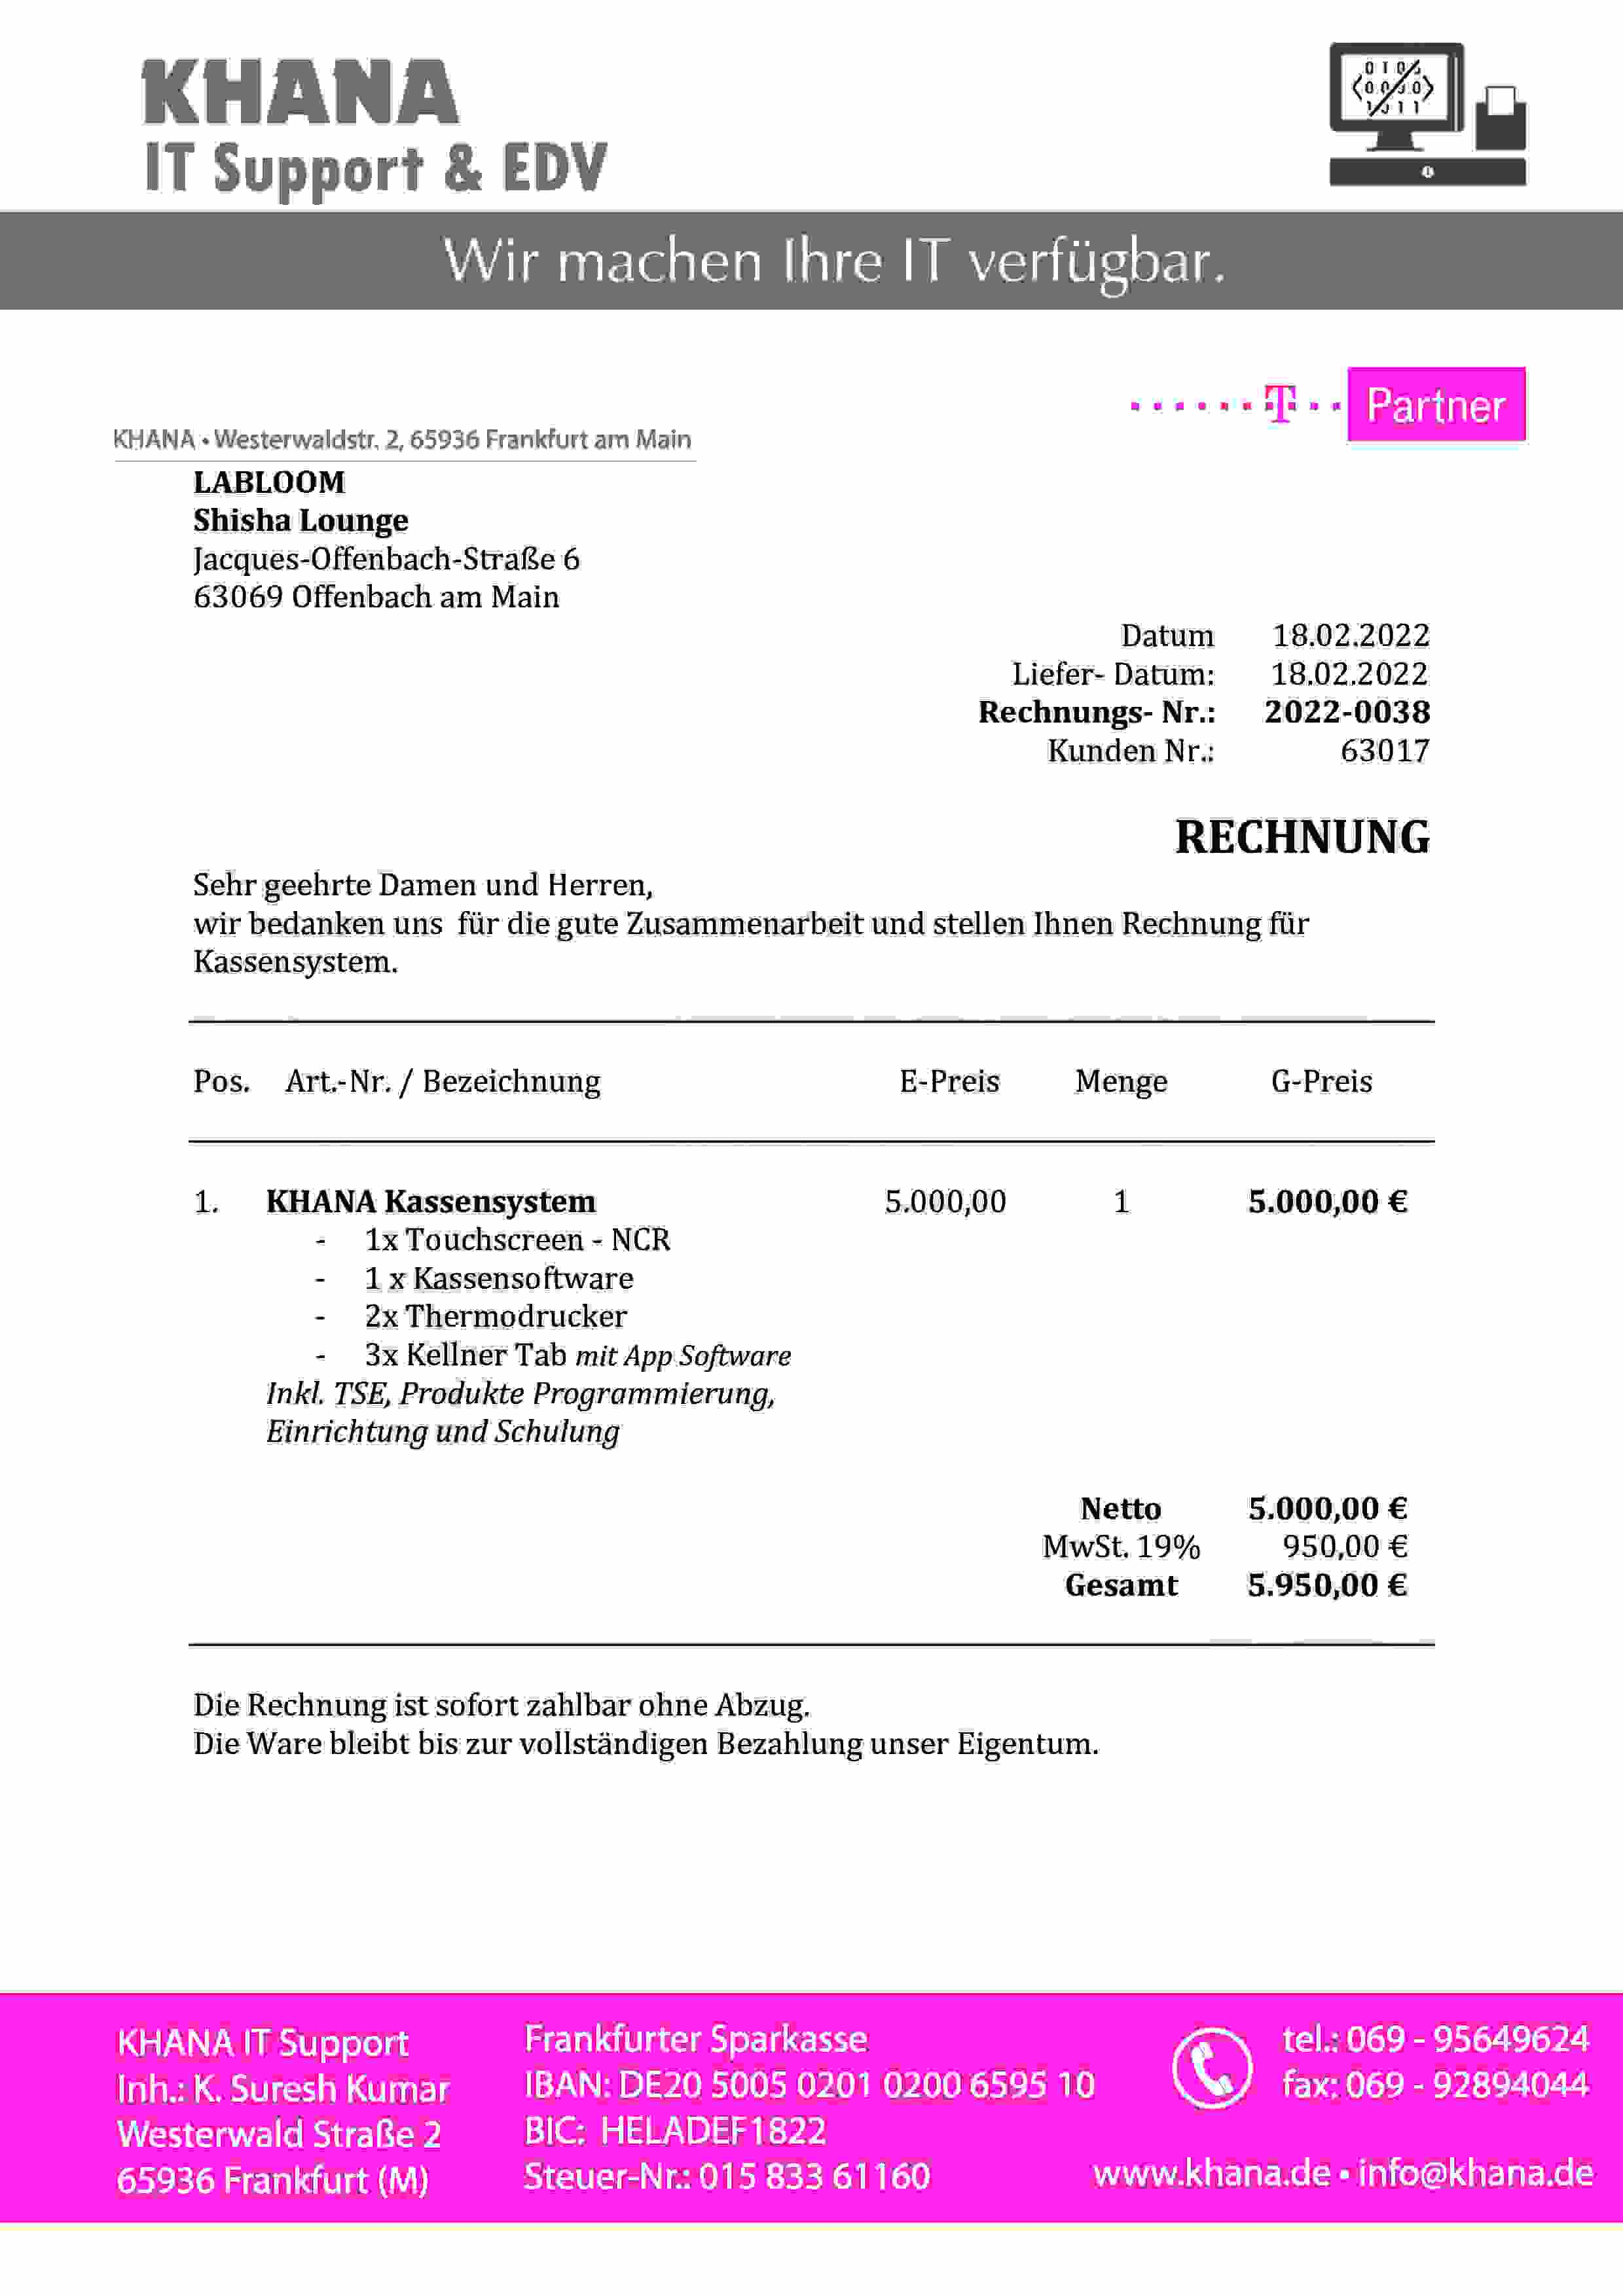 KHANA
IT Support & EDV
Wir machen Ihre IT verfügbar.
T Partner
KHANA • Westerwaldstr. 2, 65936 Frankfurt am Main
LABLOOM
Shisha Lounge
Jacques-Offenbach-Straße 6
63069 Offenbach am Main
Datum 18.02.2022
Liefer- Datum: 18.02.2022
Rechnungs- Nr.: 2022-0038
Kunden Nr.: 63017
RECHNUNG
Sehr geehrte Damen und Herren,
wir bedanken uns für die gute Zusammenarbeit und stellen Ihnen Rechnung für
Kassensystem.
Pos. Art.-Nr. / Bezeichnung E-Preis Menge G-Preis
1. KHANA Kassensystem 5.000,00 1 5.000,00 €
- 1x Touchscreen - NCR
- 1 x Kassensoftware
- 2x Thermodrucker
- 3x Kellner Tab mit App Software
Inkl. TSE, Produkte Programmierung,
Einrichtung und Schulung
Netto 5.000,00 €
MwSt. 19% 950,00 €
Gesamt 5.950,00 €
Die Rechnung ist sofort zahlbar ohne Abzug.
Die Ware bleibt bis zur vollständigen Bezahlung unser Eigentum.
KHANA IT Support
Inh.: K. Suresh Kumar
Westerwald Straße 2
65936 Frankfurt (M)
Frankfurter Sparkasse
IBAN: DE20 5005 0201 0200 6595 10
BIC: HELADEF1822
Steuer-Nr.: 015 833 61160
tel.: 069 - 95649624
fax: 069 - 92894044
www.khana.de • info@khana.de